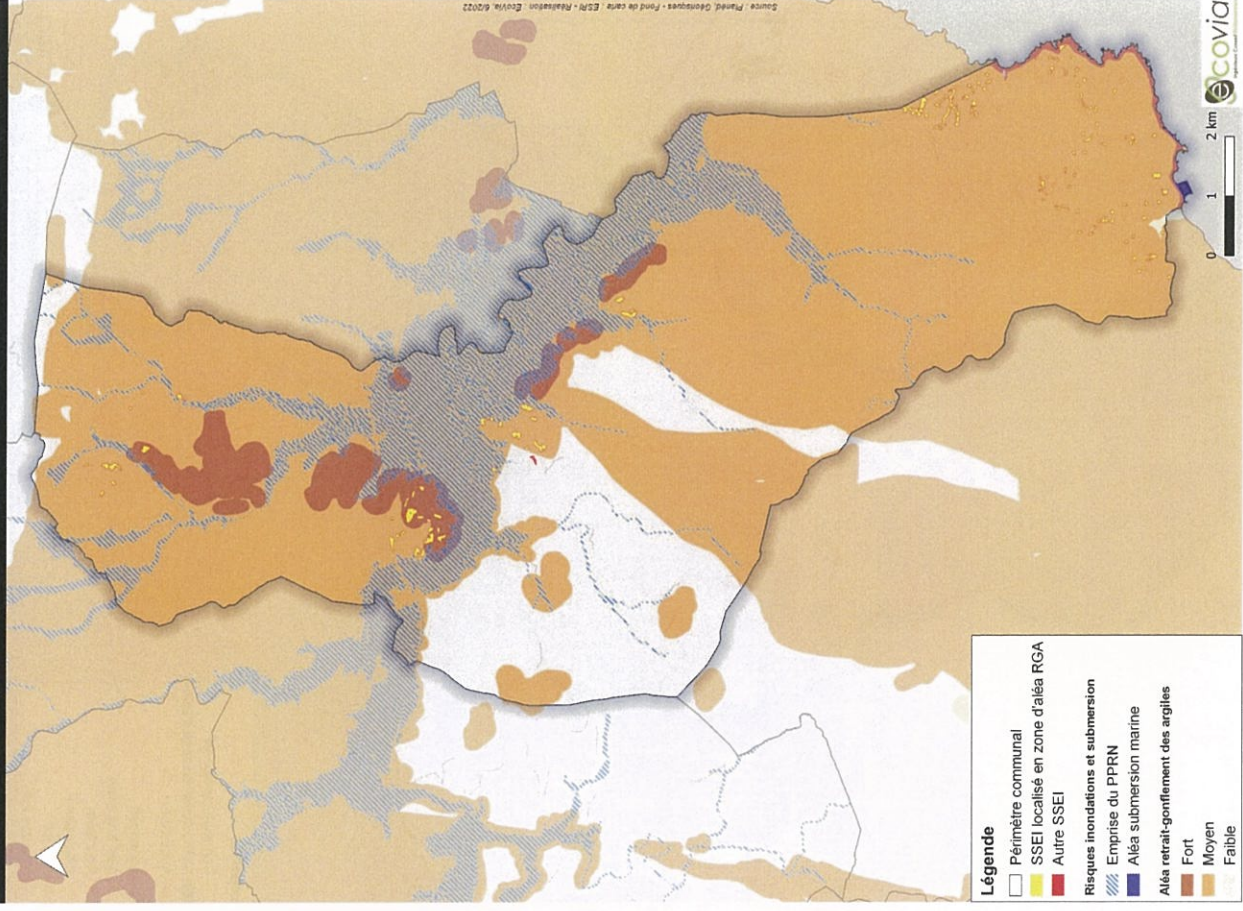 Légende
Périmètre communal
SSEI localisé en zone d'aléa RGA
Autre SSEI
Risques inondations et submersion
Emprise du PPRN
Aléa submersion marine
Aléa retrait-gonflement des argiles
Fort
Moyen
Faible
0 1 2 km
ecovia
Source : Planéd, Géorisques - Fond de carte : ESRI - Réalisation : EcoVia, 6/2022